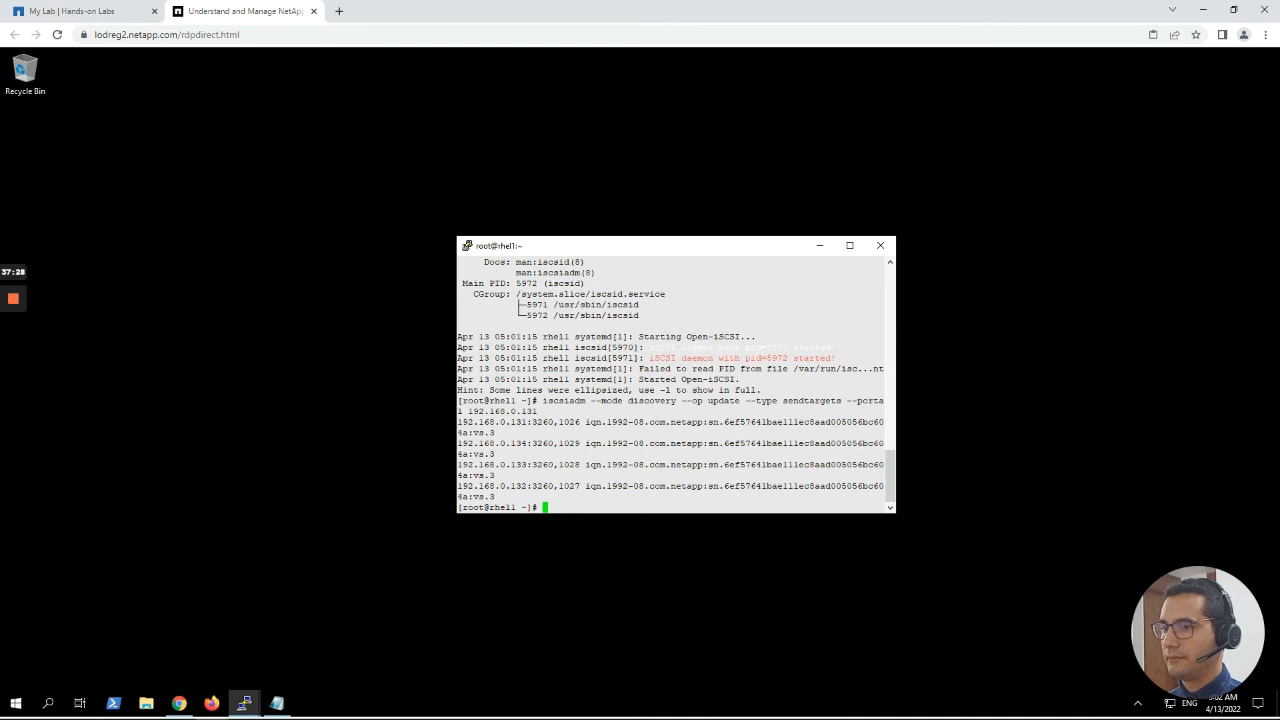 My Lab | Hands-on Labs
Understand and Manage NetApp
lodreg2.netapp.com/rdpdirect.html
Recycle Bin
37:28
root@rhel1:~
Docs: man:iscsid(8)
man:iscsiadm(8)
Main PID: 5972 (iscsid)
CGroup: /system.slice/iscsid.service
├─5971 /usr/sbin/iscsid
└─5972 /usr/sbin/iscsid
Apr 13 05:01:15 rhel1 systemd[1]: Starting Open-iSCSI...
Apr 13 05:01:15 rhel1 iscsid[5970]: iSCSI logger with pid=5971 started!
Apr 13 05:01:15 rhel1 iscsid[5971]: iSCSI daemon with pid=5972 started!
Apr 13 05:01:15 rhel1 systemd[1]: Failed to read PID from file /var/run/isc...nt
Apr 13 05:01:15 rhel1 systemd[1]: Started Open-iSCSI.
Hint: Some lines were ellipsized, use -l to show in full.
[root@rhel1 ~]# iscsiadm --mode discovery --op update --type sendtargets --porta
l 192.168.0.131
192.168.0.131:3260,1026 iqn.1992-08.com.netapp:sn.6ef57641bae111ec8aad005056bc60
4a:vs.3
192.168.0.134:3260,1029 iqn.1992-08.com.netapp:sn.6ef57641bae111ec8aad005056bc60
4a:vs.3
192.168.0.133:3260,1028 iqn.1992-08.com.netapp:sn.6ef57641bae111ec8aad005056bc60
4a:vs.3
192.168.0.132:3260,1027 iqn.1992-08.com.netapp:sn.6ef57641bae111ec8aad005056bc60
4a:vs.3
[root@rhel1 ~]#
ENG
4/13/2022